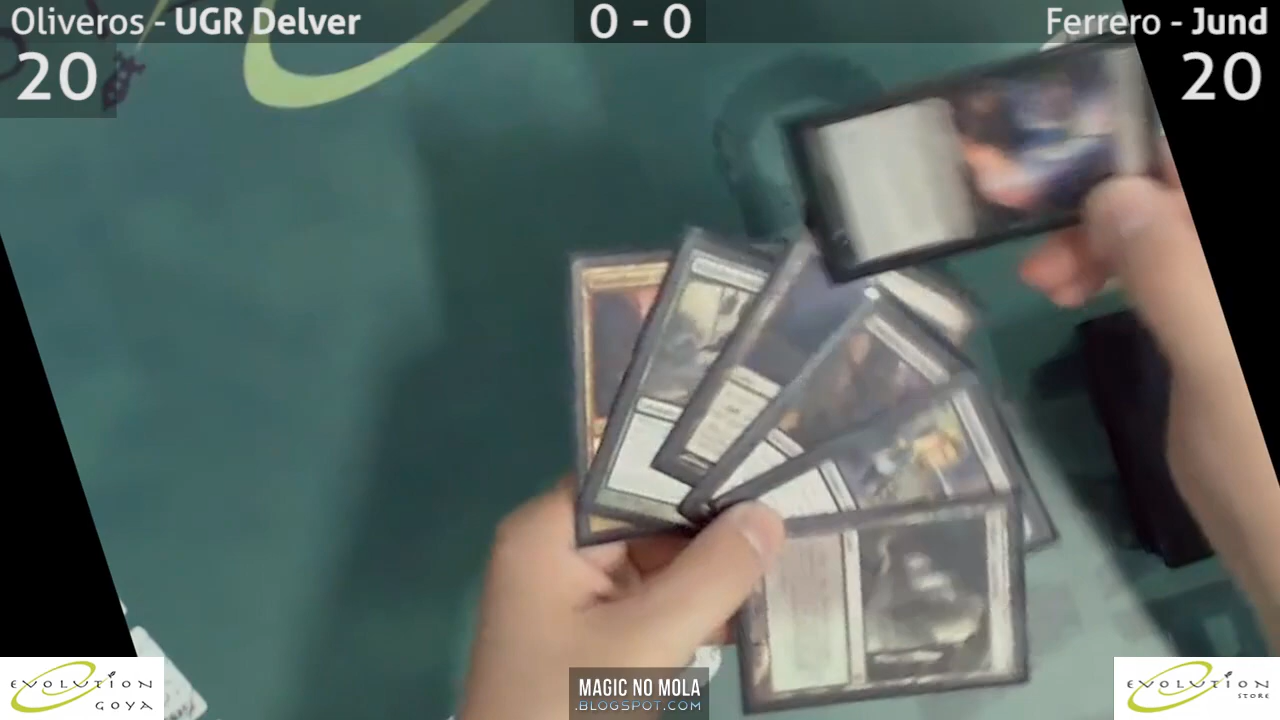 Oliveros - UGR Delver
0 - 0
Ferrero - Jund
20
20
EVOLUTION
GOYA
MAGIC NO MOLA
.BLOGSPOT.COM
EVOLUTION
STORE